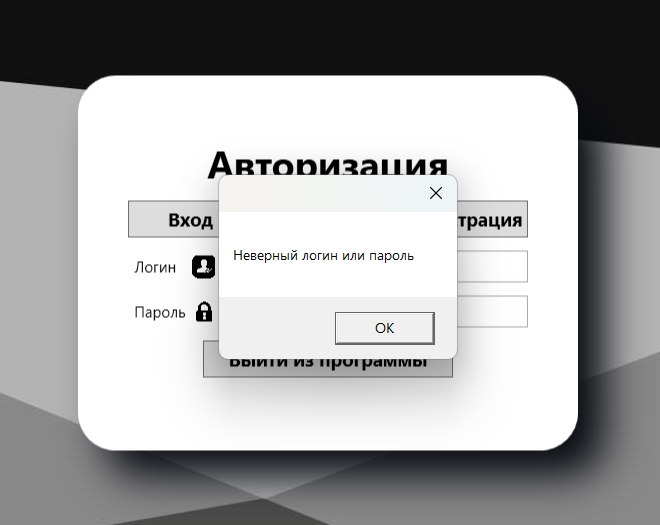 Авторизация
Вход
трация
Неверный логин или пароль
Логин
Пароль
OK
Выйти из программы